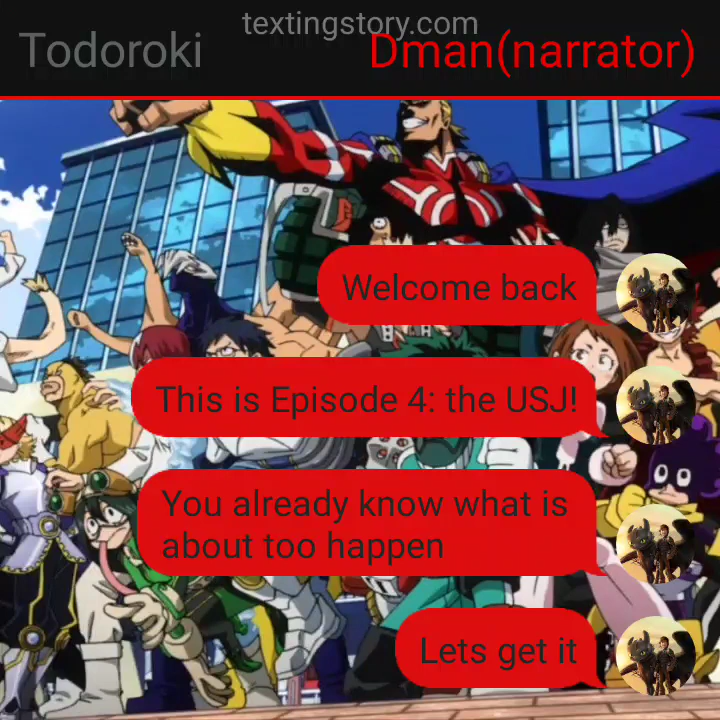 textingstory.com
Todoroki
Dman(narrator)
Welcome back
This is Episode 4: the USJ!
You already know what is
about too happen
Lets get it